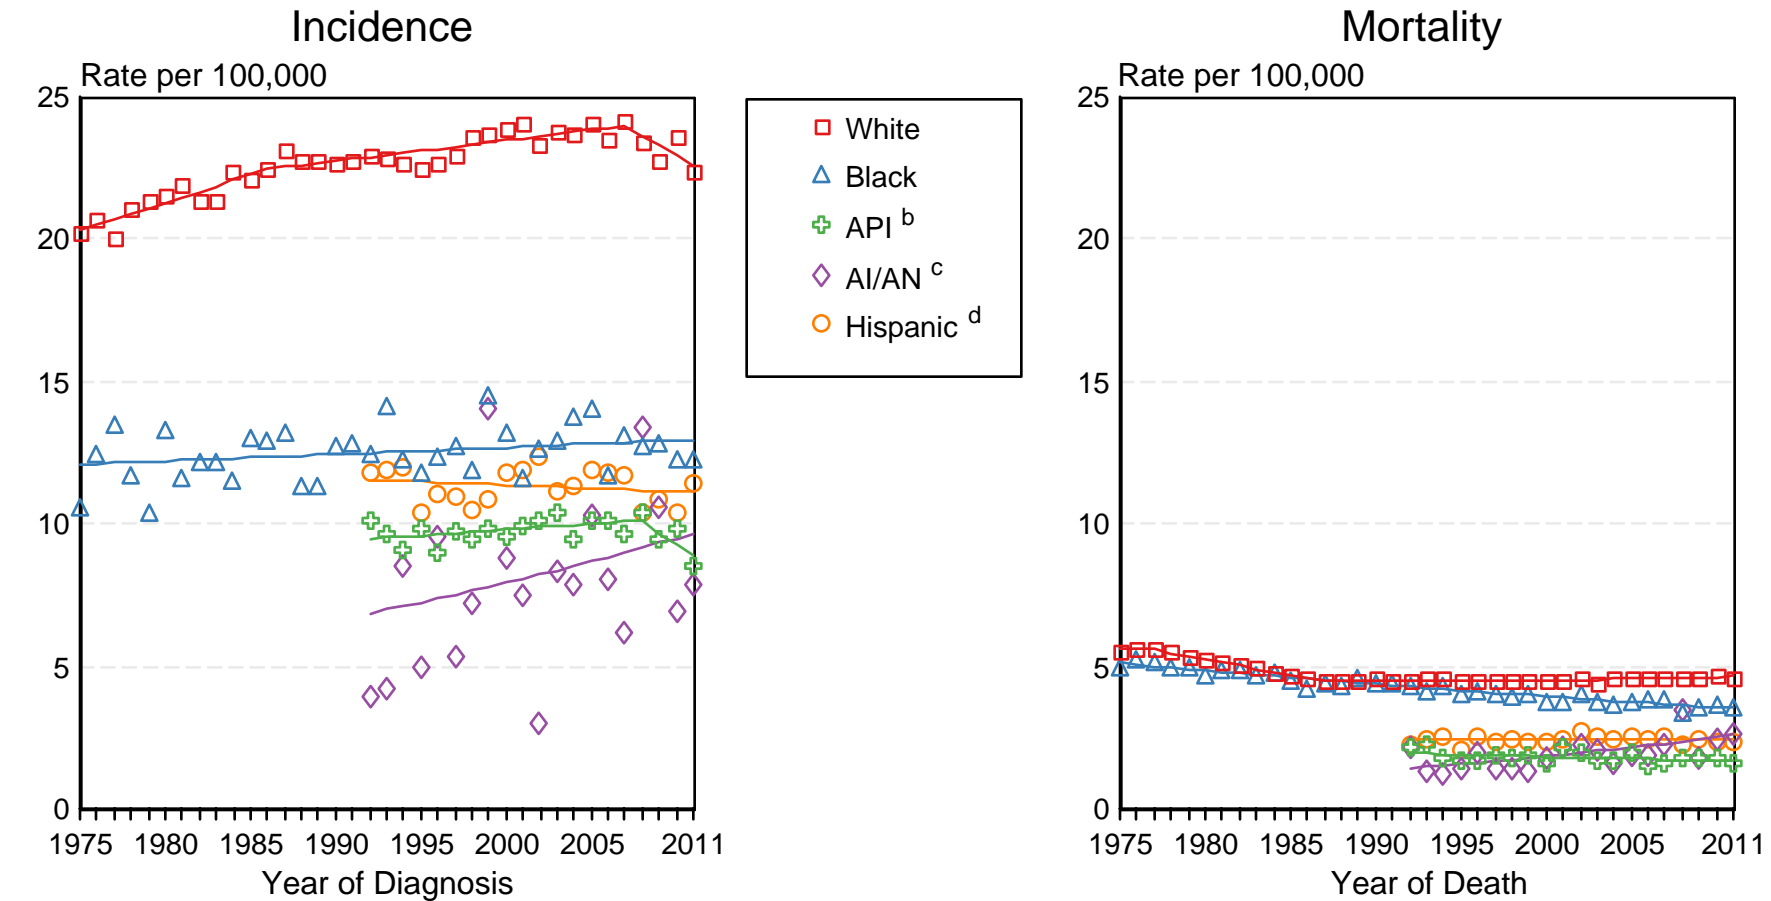 Incidence
Rate per 100,000
25
20
15
10
5
0
1975 1980 1985 1990 1995 2000 2005 2011
Year of Diagnosis
White
Black
API b
AI/AN c
Hispanic d
Mortality
Rate per 100,000
25
20
15
10
5
0
1975 1980 1985 1990 1995 2000 2005 2011
Year of Death